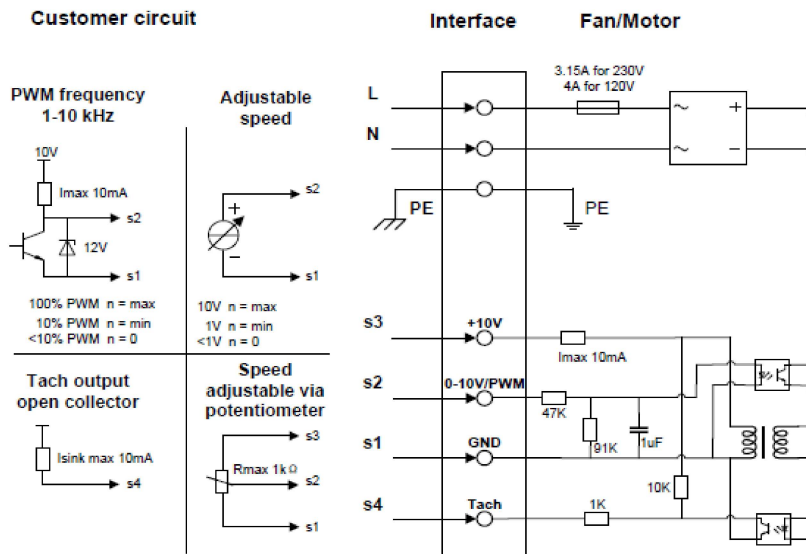 Customer circuit
Interface
Fan/Motor
PWM frequency
1-10 kHz
10V
Imax 10mA
s2
12V
s1
100% PWM n = max
10% PWM n = min
<10% PWM n = 0
Adjustable
speed
s2
+
−
s1
10V n = max
1V n = min
<1V n = 0
Tach output
open collector
Isink max 10mA
s4
Speed
adjustable via
potentiometer
s3
Rmax 1kΩ
s2
s1
L
3.15A for 230V
4A for 120V
~ +
N
~ −
PE
PE
s3
+10V
Imax 10mA
s2
0-10V/PWM
47K
91K
1uF
s1
GND
10K
s4
Tach
1K